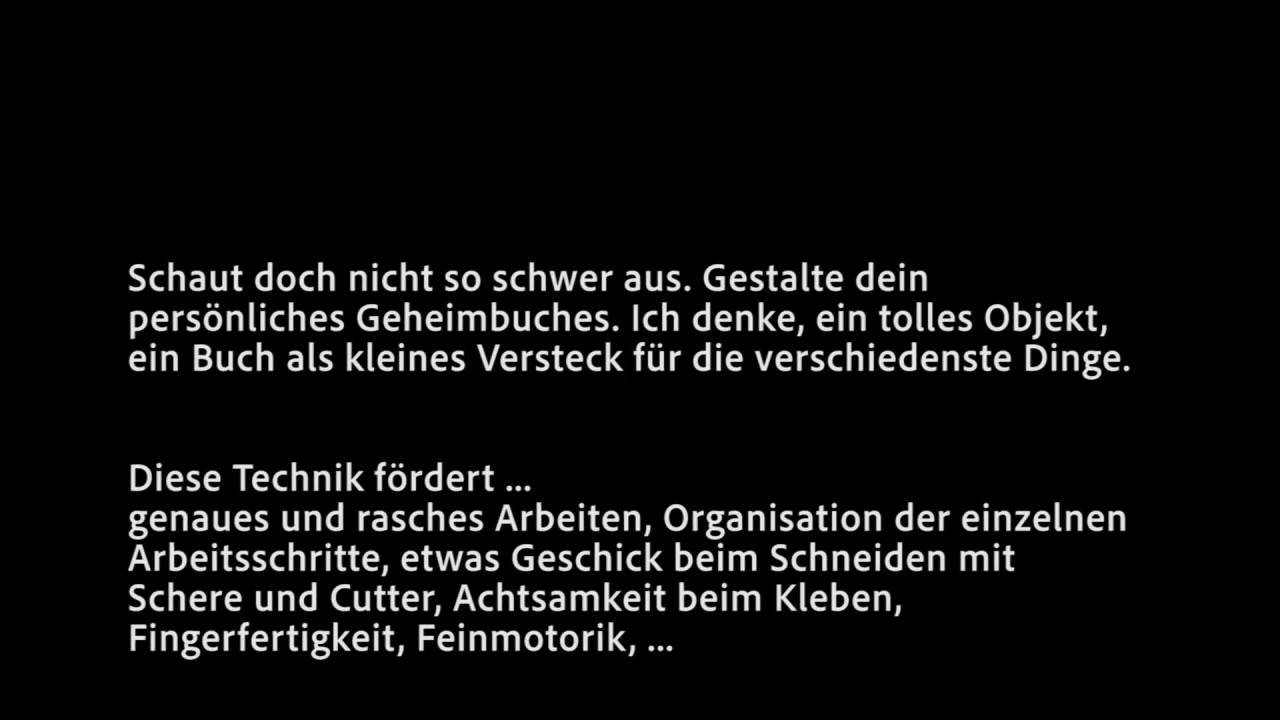 Schaut doch nicht so schwer aus. Gestalte dein
persönliches Geheimbuches. Ich denke, ein tolles Objekt,
ein Buch als kleines Versteck für die verschiedenste Dinge.
Diese Technik fördert ...
genaues und rasches Arbeiten, Organisation der einzelnen
Arbeitsschritte, etwas Geschick beim Schneiden mit
Schere und Cutter, Achtsamkeit beim Kleben,
Fingerfertigkeit, Feinmotorik, ...